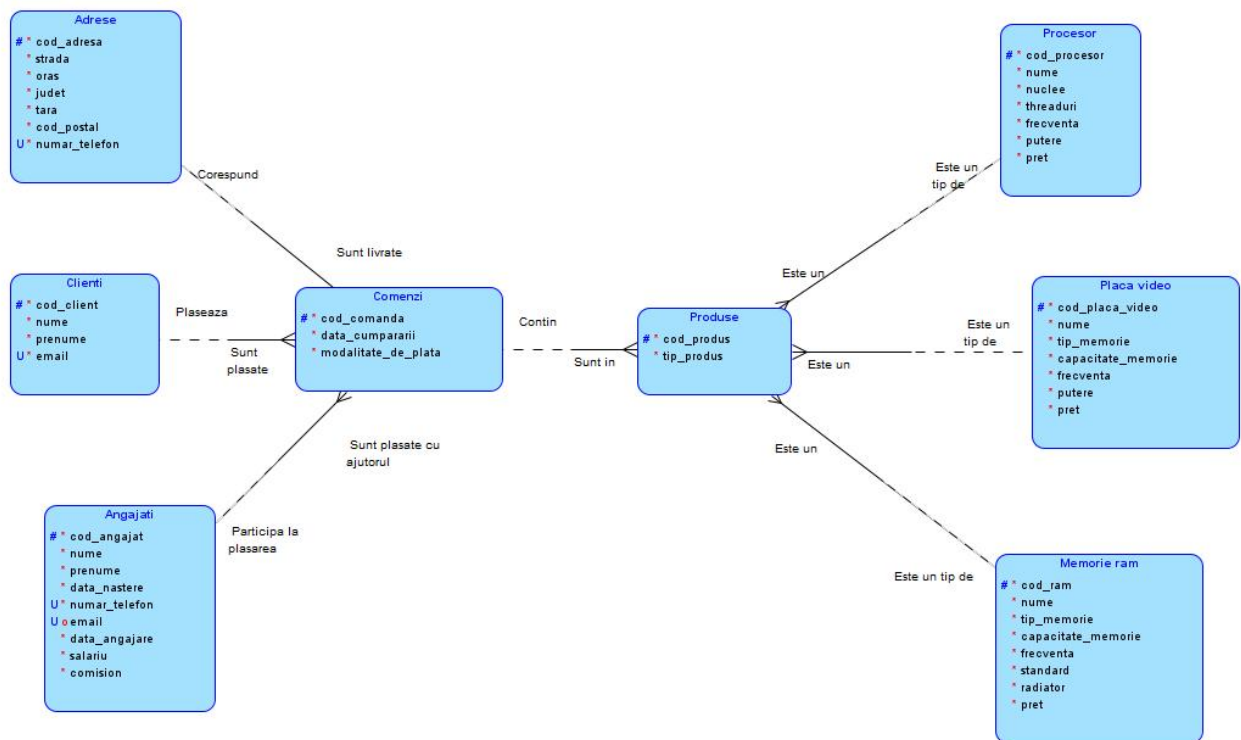 Adrese
# * cod_adresa
* strada
* oras
* judet
* tara
* cod_postal
U * numar_telefon
Corespund
Sunt livrate
Clienti
# * cod_client
* nume
* prenume
U * email
Plaseaza
Sunt
plasate
Comenzi
# * cod_comanda
* data_cumpararii
* modalitate_de_plata
Contin
Sunt in
Sunt plasate cu
ajutorul
Participa la
plasarea
Angajati
# * cod_angajat
* nume
* prenume
* data_nastere
U * numar_telefon
U o email
* data_angajare
* salariu
* comision
Produse
# * cod_produs
* tip_produs
Procesor
# * cod_procesor
* nume
* nuclee
* threaduri
* frecventa
* putere
* pret
Este un
tip de
Este un
Placa video
# * cod_placa_video
* nume
* tip_memorie
* capacitate_memorie
* frecventa
* putere
* pret
Este un
tip de
Este un
Este un
Este un tip de
Memorie ram
# * cod_ram
* nume
* tip_memorie
* capacitate_memorie
* frecventa
* standard
* radiator
* pret